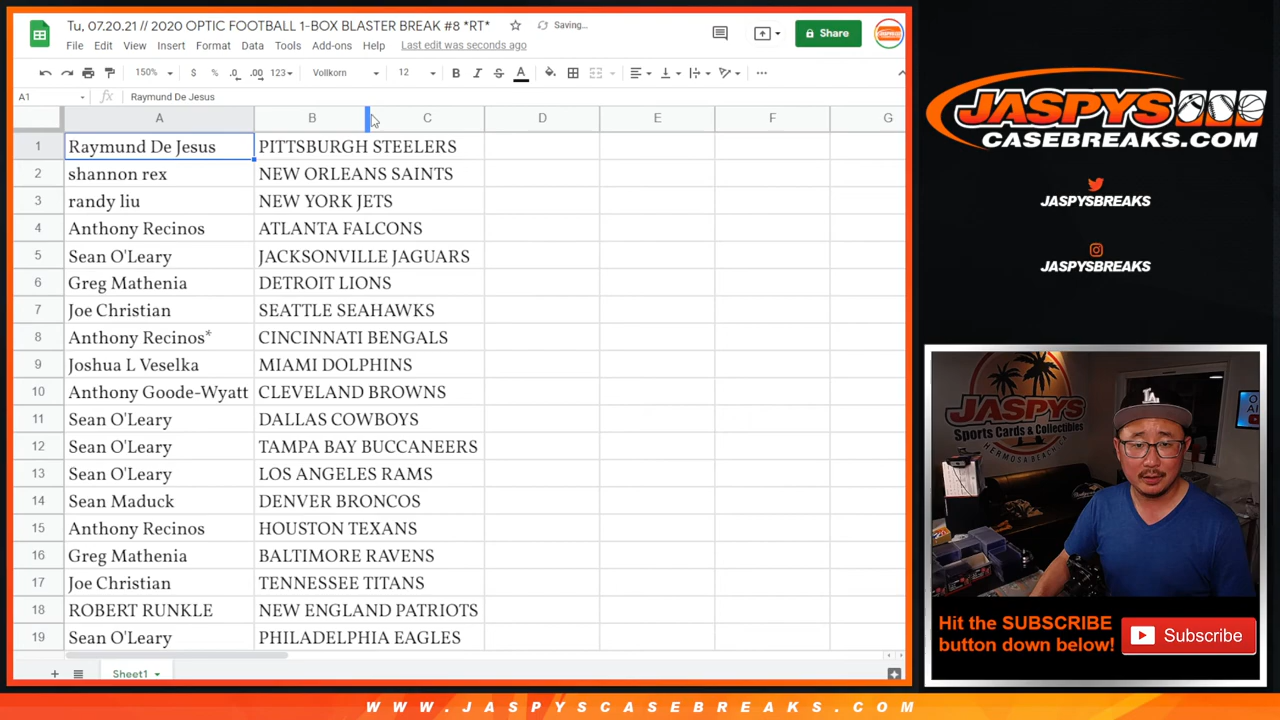 Tu, 07.20.21 // 2020 OPTIC FOOTBALL 1-BOX BLASTER BREAK #8 *RT*
Saving...
Share
File Edit View Insert Format Data Tools Add-ons Help Last edit was seconds ago
150% $ % .0 .00 123 Vollkorn 12 B I S A
A1 fx Raymund De Jesus
A B C D E F G
1 Raymund De Jesus PITTSBURGH STEELERS
2 shannon rex NEW ORLEANS SAINTS
3 randy liu NEW YORK JETS
4 Anthony Recinos ATLANTA FALCONS
5 Sean O'Leary JACKSONVILLE JAGUARS
6 Greg Mathenia DETROIT LIONS
7 Joe Christian SEATTLE SEAHAWKS
8 Anthony Recinos* CINCINNATI BENGALS
9 Joshua L Veselka MIAMI DOLPHINS
10 Anthony Goode-Wyatt CLEVELAND BROWNS
11 Sean O'Leary DALLAS COWBOYS
12 Sean O'Leary TAMPA BAY BUCCANEERS
13 Sean O'Leary LOS ANGELES RAMS
14 Sean Maduck DENVER BRONCOS
15 Anthony Recinos HOUSTON TEXANS
16 Greg Mathenia BALTIMORE RAVENS
17 Joe Christian TENNESSEE TITANS
18 ROBERT RUNKLE NEW ENGLAND PATRIOTS
19 Sean O'Leary PHILADELPHIA EAGLES
Sheet1
JASPYS
CASEBREAKS.COM
JASPYSBREAKS
JASPYSBREAKS
JASPYS
Sports Cards & Collectibles
HERMOSA BEACH
Hit the SUBSCRIBE
button down below!
Subscribe
WWW.JASPYSCASEBREAKS.COM